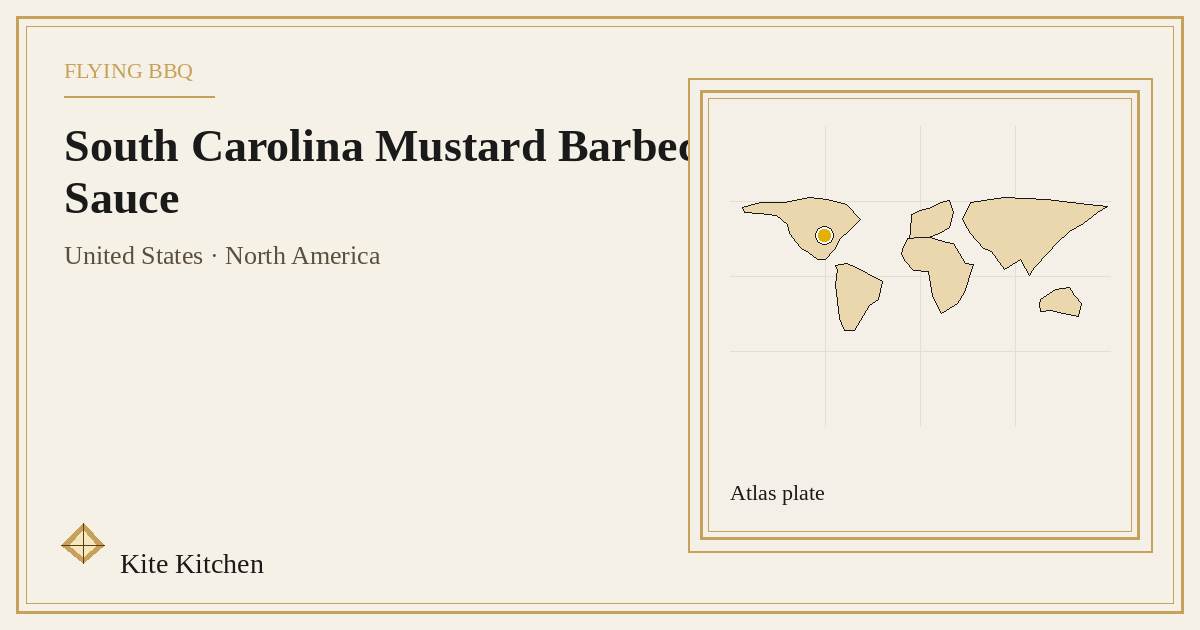 FLYING BBQ
South Carolina Mustard Barbec
Sauce
United States · North America
Atlas plate
Kite Kitchen